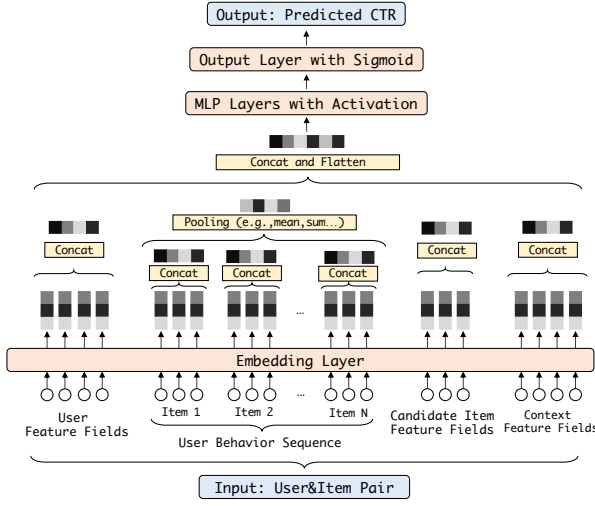 Output: Predicted CTR
Output Layer with Sigmoid
MLP Layers with Activation
Concat and Flatten
Pooling (e.g.,mean,sum...)
Concat
Concat
Concat
Concat
Concat
Concat
...
Embedding Layer
...
User
Feature Fields
Item 1
Item 2
Item N
User Behavior Sequence
Candidate Item
Feature Fields
Context
Feature Fields
Input: User&Item Pair